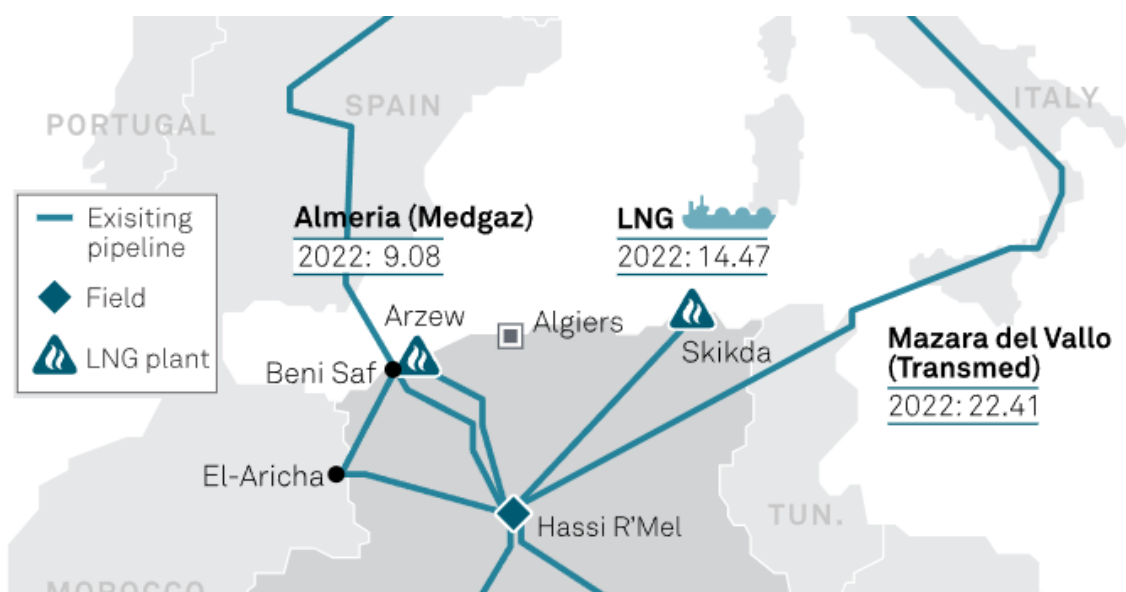 PORTUGAL
SPAIN
ITALY
Exisiting
pipeline
Field
LNG plant
Almeria (Medgaz)
2022: 9.08
LNG
2022: 14.47
Arzew
Algiers
Skikda
Beni Saf
Mazara del Vallo
(Transmed)
2022: 22.41
El-Aricha
Hassi R'Mel
TUN.
MOROCCO